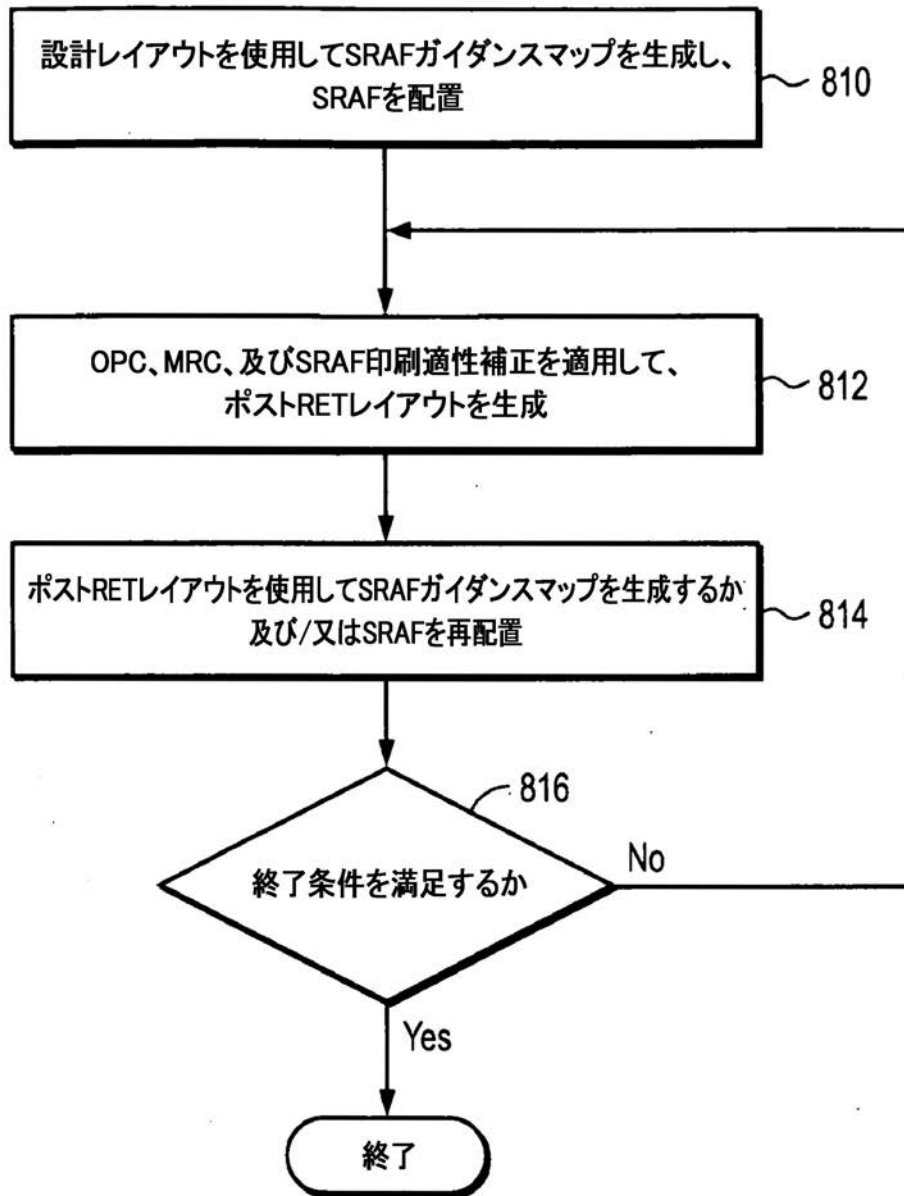 設計レイアウトを使用してSRAFガイダンスマップを生成し、
SRAFを配置
810
OPC、MRC、及びSRAF印刷適性補正を適用して、
ポストRETレイアウトを生成
812
ポストRETレイアウトを使用してSRAFガイダンスマップを生成するか
及び/又はSRAFを再配置
814
816
終了条件を満足するか
No
Yes
終了